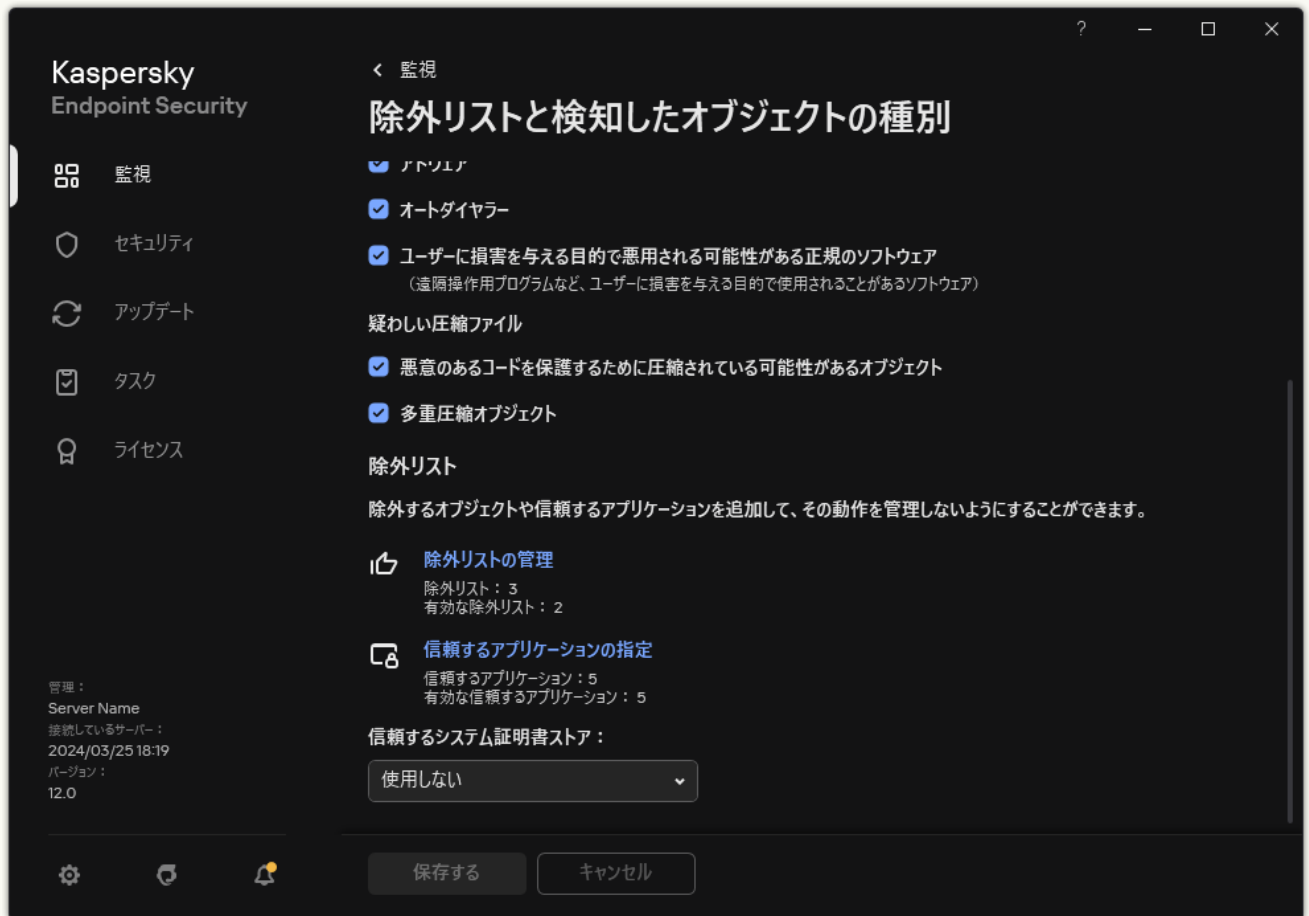 ?
Kaspersky
Endpoint Security
監視
セキュリティ
アップデート
タスク
ライセンス
管理：
Server Name
接続しているサーバー：
2024/03/25 18:19
バージョン：
12.0
監視
除外リストと検知したオブジェクトの種別
アドウェア
オートダイヤラー
ユーザーに損害を与える目的で悪用される可能性がある正規のソフトウェア
（遠隔操作用プログラムなど、ユーザーに損害を与える目的で使用されることがあるソフトウェア）
疑わしい圧縮ファイル
悪意のあるコードを保護するために圧縮されている可能性があるオブジェクト
多重圧縮オブジェクト
除外リスト
除外するオブジェクトや信頼するアプリケーションを追加して、その動作を管理しないようにすることができます。
除外リストの管理
除外リスト：3
有効な除外リスト：2
信頼するアプリケーションの指定
信頼するアプリケーション：5
有効な信頼するアプリケーション：5
信頼するシステム証明書ストア：
使用しない
保存する
キャンセル